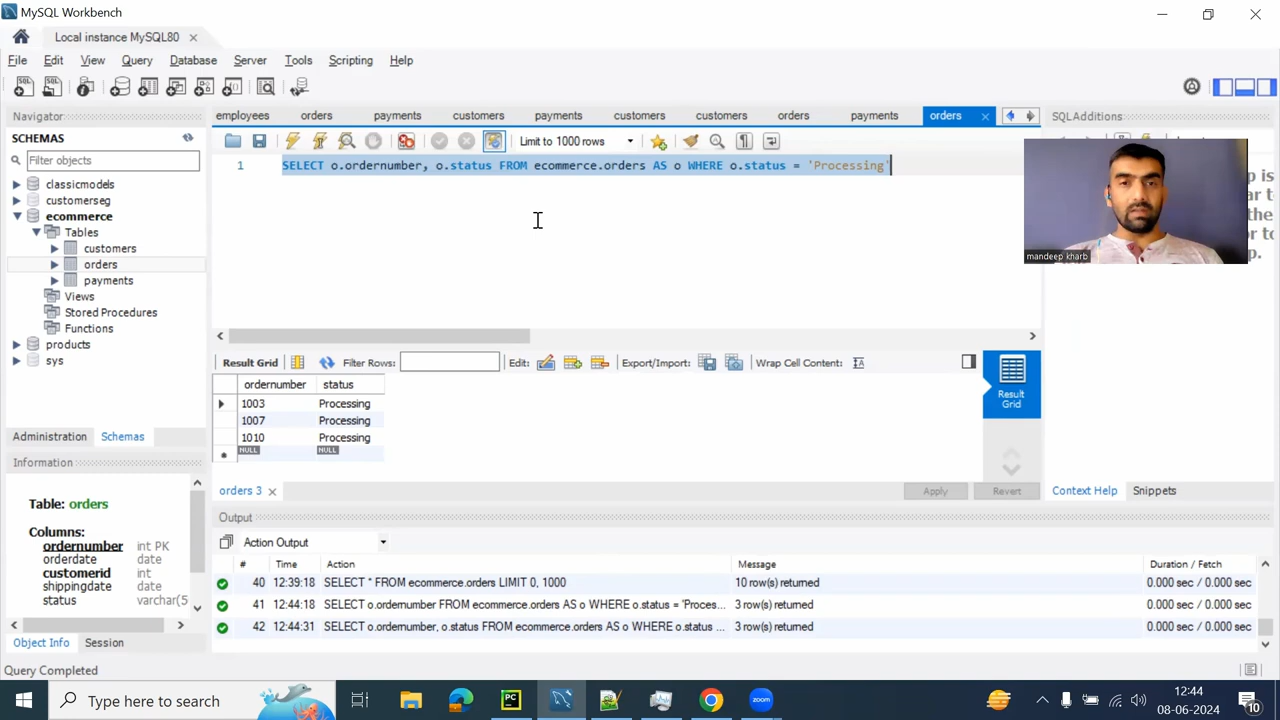 MySQL Workbench
Local instance MySQL80
File Edit View Query Database Server Tools Scripting Help
Navigator
SCHEMAS
Filter objects
classicmodels
customerseg
ecommerce
Tables
customers
orders
payments
Views
Stored Procedures
Functions
products
sys
Administration Schemas
Information
Table: orders
Columns:
ordernumber int PK
orderdate date
customerid int
shippingdate date
status varchar(5
Object Info Session
employees orders payments customers payments customers customers orders payments orders
Limit to 1000 rows
1 SELECT o.ordernumber, o.status FROM ecommerce.orders AS o WHERE o.status = 'Processing'
Result Grid Filter Rows: Edit: Export/Import: Wrap Cell Content:
ordernumber status
1003 Processing
1007 Processing
1010 Processing
NULL NULL
Result
Grid
orders 3 Apply Revert
SQLAdditions
mandeep kharb
Context Help Snippets
Output
Action Output
# Time Action Message Duration / Fetch
40 12:39:18 SELECT * FROM ecommerce.orders LIMIT 0, 1000 10 row(s) returned 0.000 sec / 0.000 sec
41 12:44:18 SELECT o.ordernumber FROM ecommerce.orders AS o WHERE o.status = 'Proces... 3 row(s) returned 0.000 sec / 0.000 sec
42 12:44:31 SELECT o.ordernumber, o.status FROM ecommerce.orders AS o WHERE o.status ... 3 row(s) returned 0.000 sec / 0.000 sec
Query Completed
Type here to search
PC
zoom
12:44
08-06-2024
10